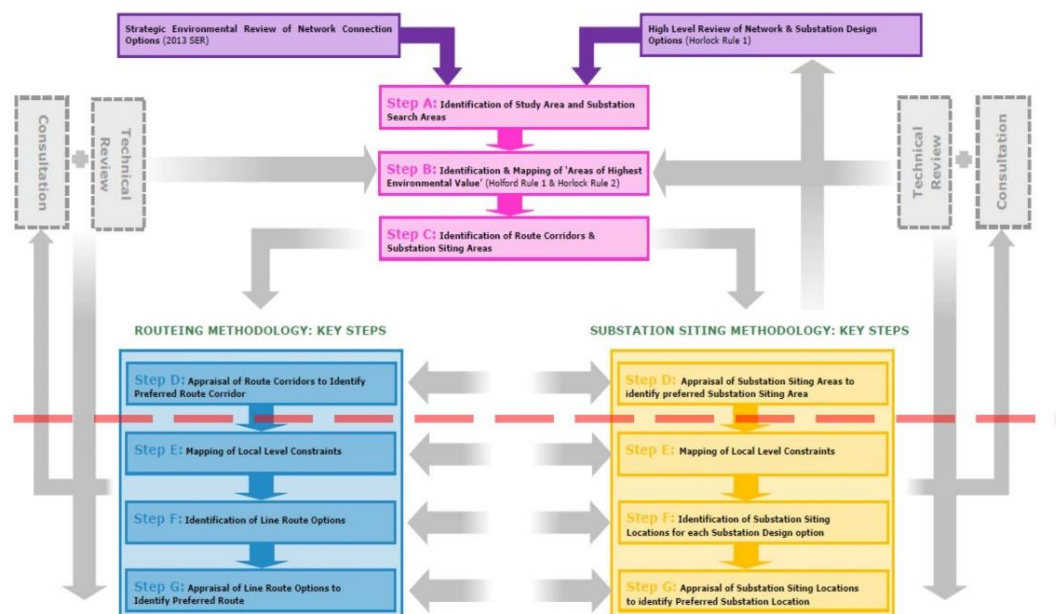 Strategic Environmental Review of Network Connection
Options (2013 SER)
High Level Review of Network & Substation Design
Options (Horlock Rule 1)
Step A: Identification of Study Area and Substation
Search Areas
Consultation
Technical
Review
Step B: Identification & Mapping of 'Areas of Highest
Environmental Value' (Holford Rule 1 & Horlock Rule 2)
Technical
Review
Consultation
Step C: Identification of Route Corridors &
Substation Siting Areas
ROUTEING METHODOLOGY: KEY STEPS
Step D: Appraisal of Route Corridors to Identify
Preferred Route Corridor
Step E: Mapping of Local Level Constraints
Step F: Identification of Line Route Options
Step G: Appraisal of Line Route Options to
Identify Preferred Route
SUBSTATION SITING METHODOLOGY: KEY STEPS
Step D: Appraisal of Substation Siting Areas to
identify preferred Substation Siting Area
Step E: Mapping of Local Level Constraints
Step F: Identification of Substation Siting
Locations for each Substation Design option
Step G: Appraisal of Substation Siting Locations
to identify Preferred Substation Location